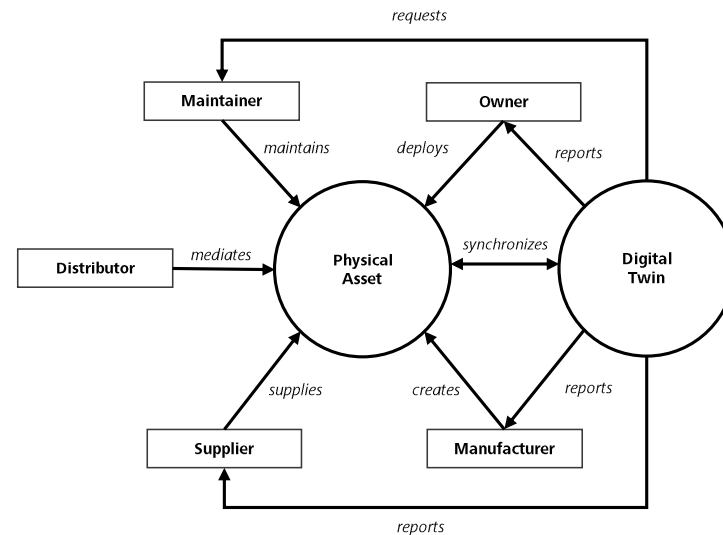 requests
Maintainer
Owner
maintains
deploys
reports
mediates
synchronizes
Distributor
Physical
Asset
Digital
Twin
supplies
creates
reports
Supplier
Manufacturer
reports